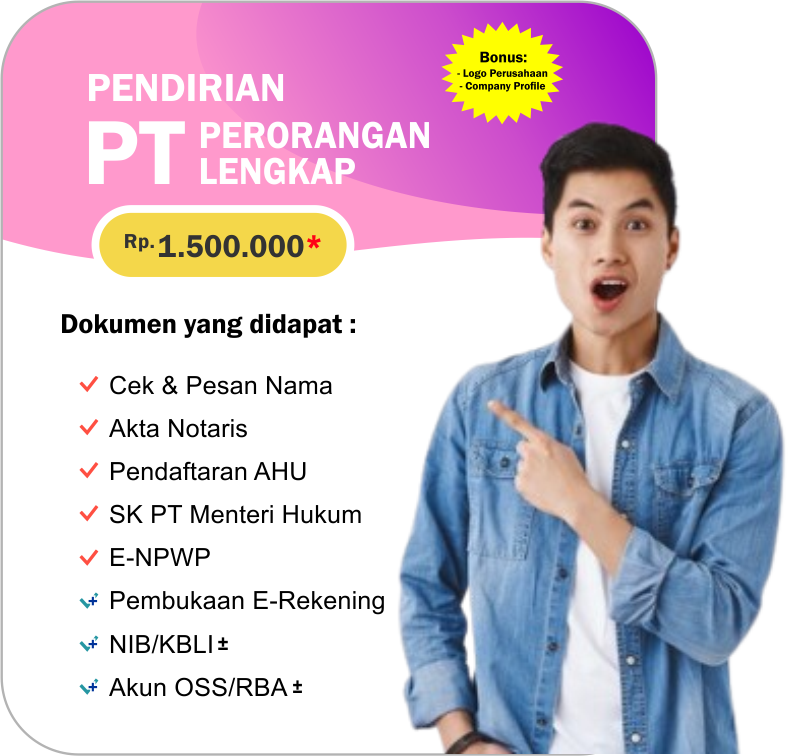 Bonus:
- Logo Perusahaan
- Company Profile
PENDIRIAN
PT PERORANGAN
LENGKAP
Rp. 1.500.000*
Dokumen yang didapat :
Cek & Pesan Nama
Akta Notaris
Pendaftaran AHU
SK PT Menteri Hukum
E-NPWP
Pembukaan E-Rekening
NIB/KBLI ±
Akun OSS/RBA ±